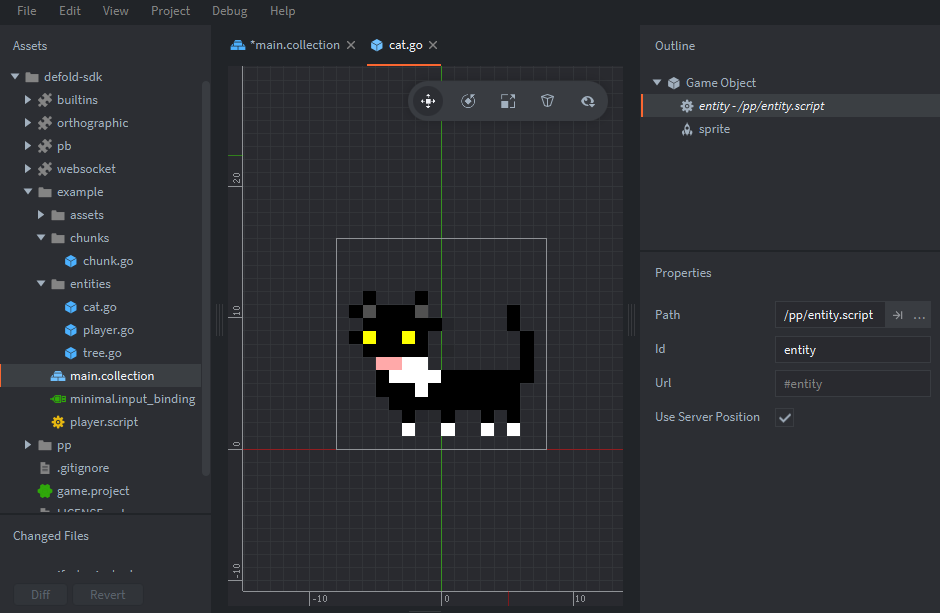 File Edit View Project Debug Help
Assets
defold-sdk
builtins
orthographic
pb
websocket
example
assets
chunks
chunk.go
entities
cat.go
player.go
tree.go
main.collection
minimal.input_binding
player.script
pp
.gitignore
game.project
Changed Files
Diff Revert
*main.collection cat.go
20
10
0
-10
-10 0 10
Outline
Game Object
entity - /pp/entity.script
sprite
Properties
Path /pp/entity.script ...
Id entity
Url #entity
Use Server Position